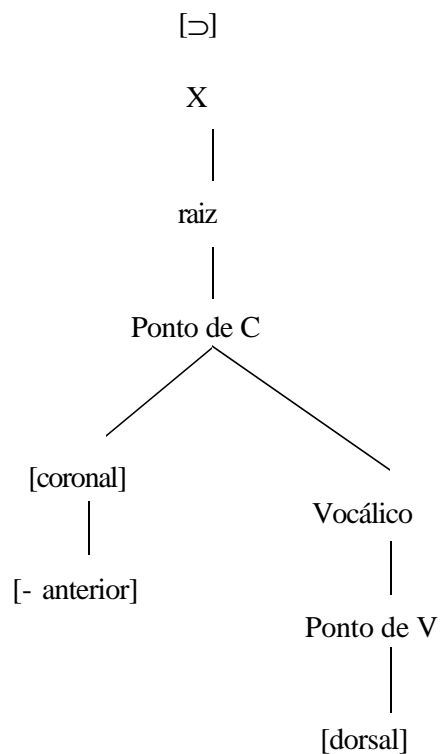 [⊃]
X
raiz
Ponto de C
[coronal]
Vocálico
[- anterior]
Ponto de V
[dorsal]